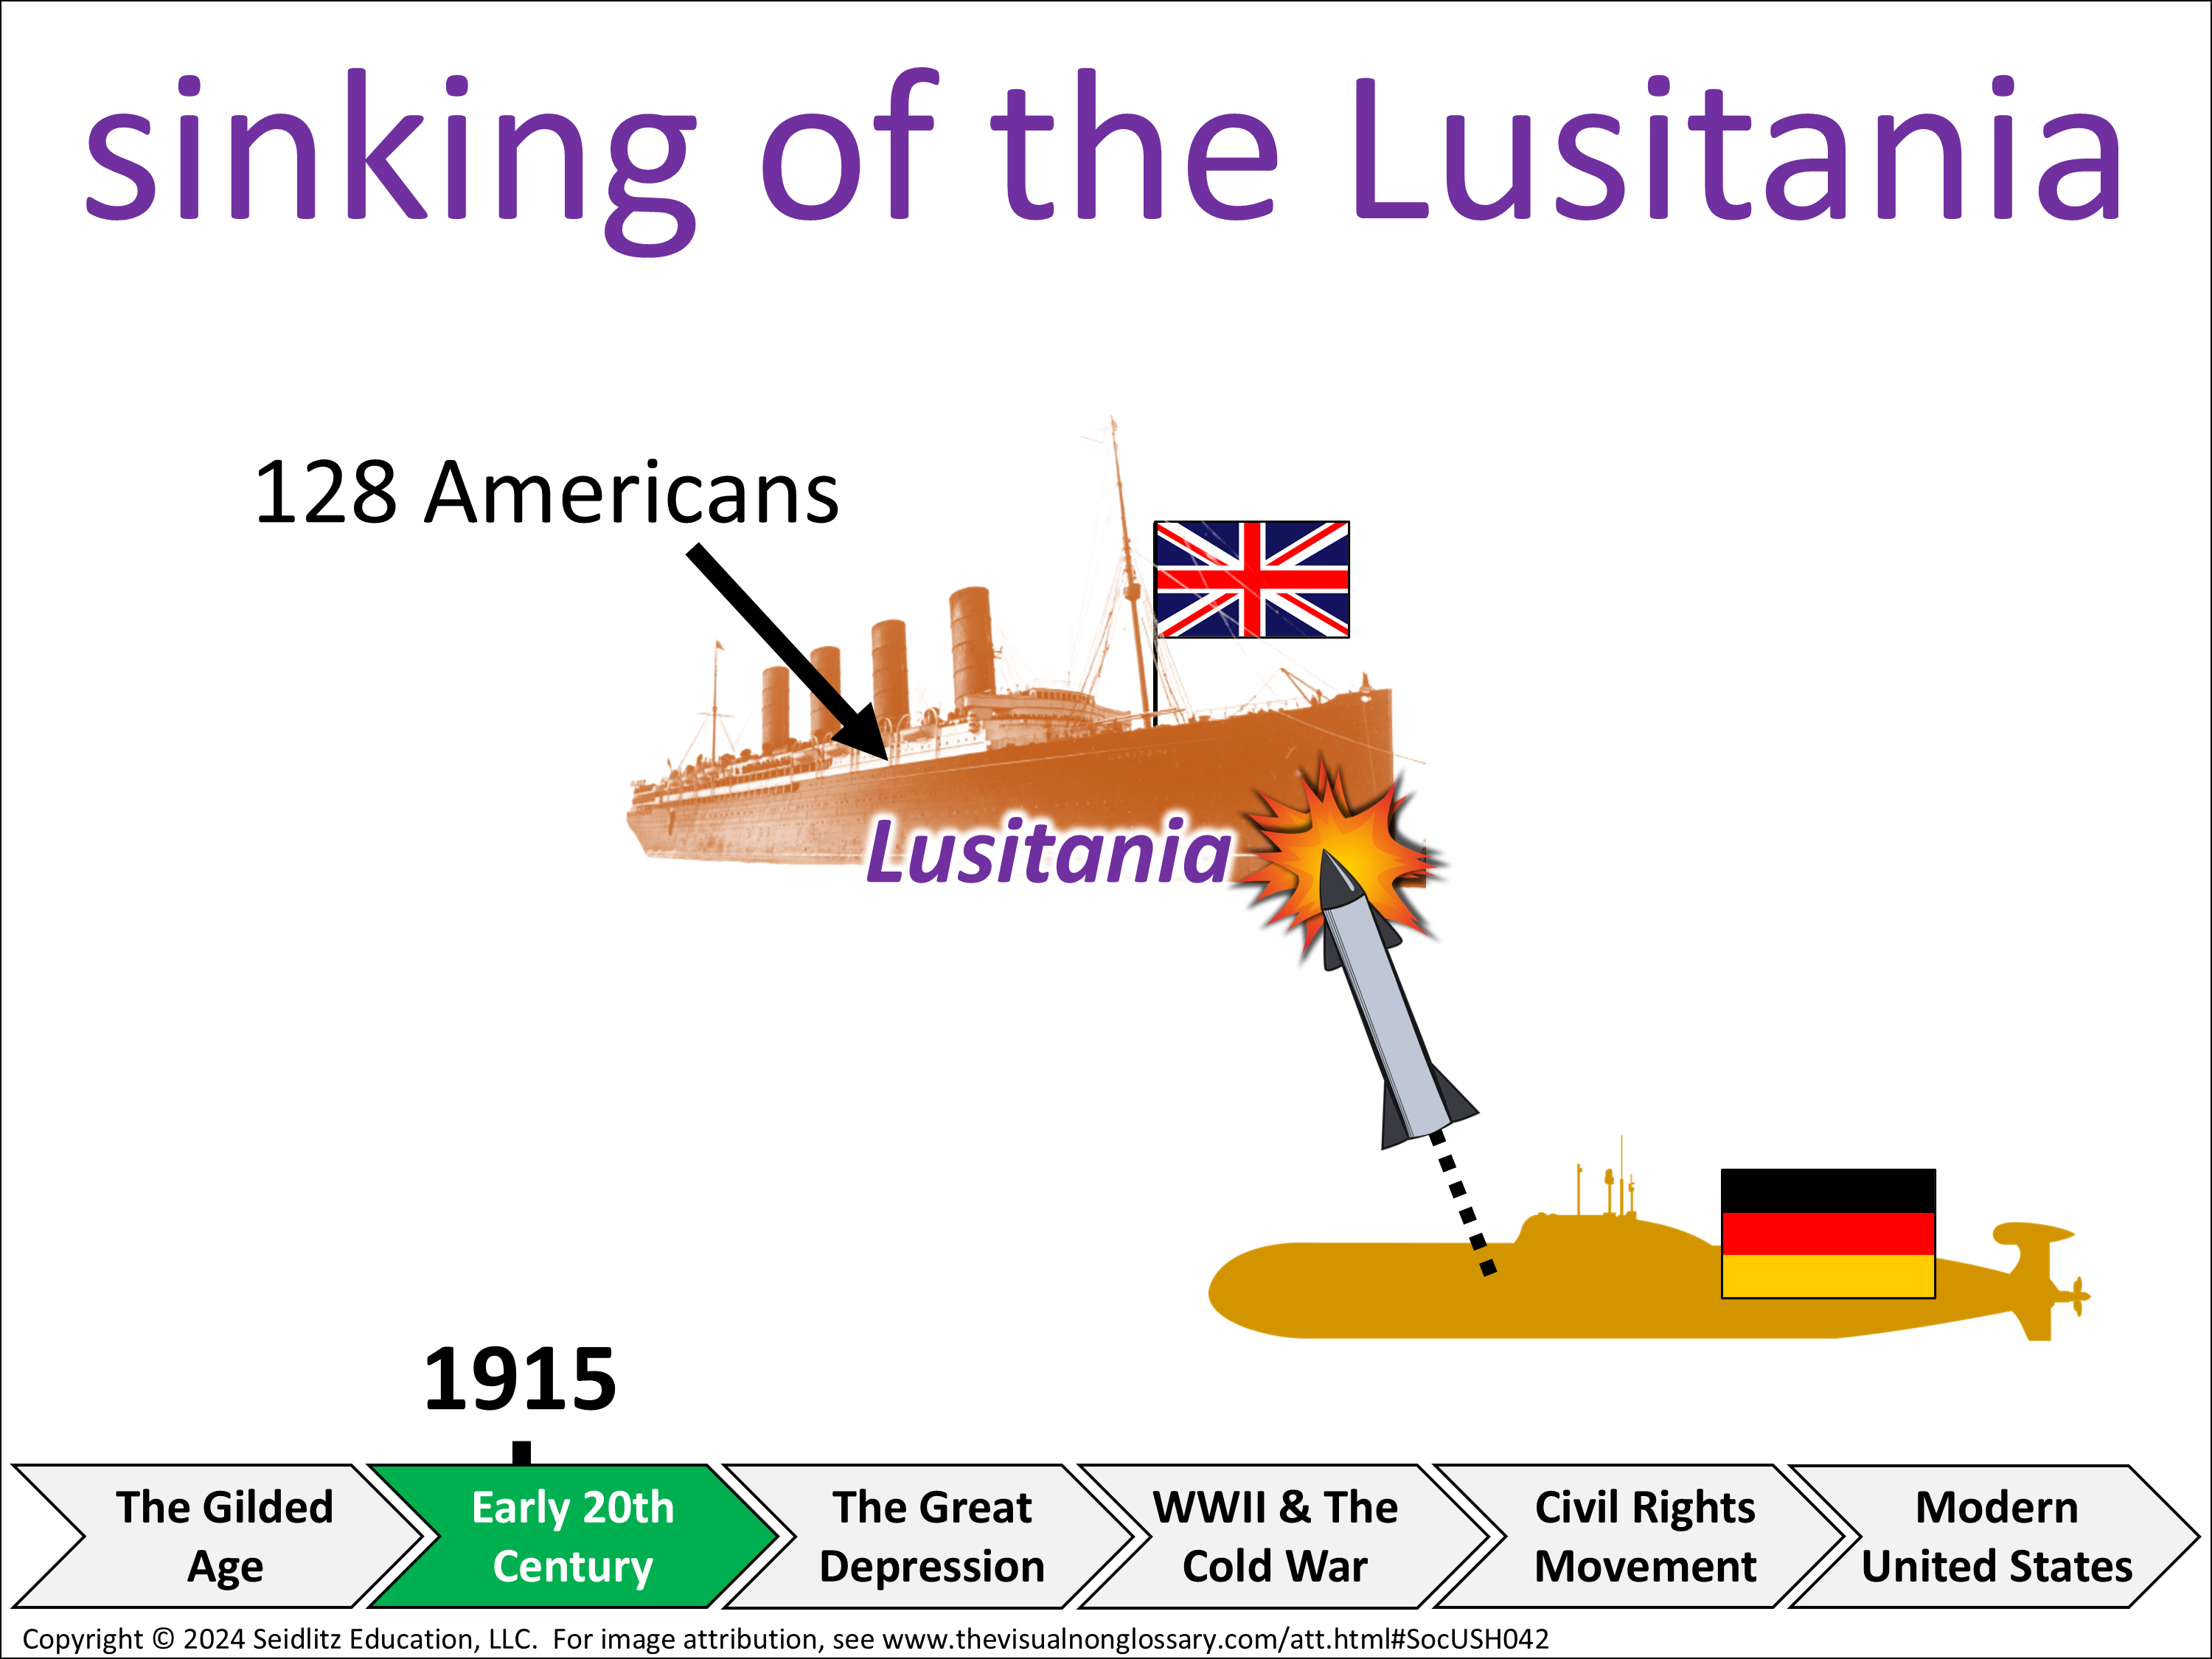 sinking of the Lusitania
128 Americans
Lusitania
1915
The Gilded
Age
Early 20th
Century
The Great
Depression
WWII & The
Cold War
Civil Rights
Movement
Modern
United States
Copyright © 2024 Seidlitz Education, LLC.  For image attribution, see www.thevisualnonglossary.com/att.html#SocUSH042